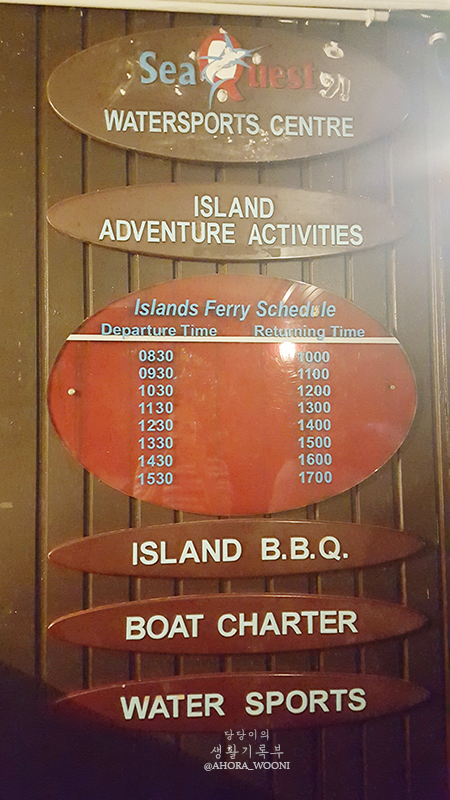 SeaQuest
WATERSPORTS CENTRE
ISLAND
ADVENTURE ACTIVITIES
Islands Ferry Schedule
Departure Time Returning Time
0830 1000
0930 1100
1030 1200
1130 1300
1230 1400
1330 1500
1430 1600
1530 1700
ISLAND B.B.Q.
BOAT CHARTER
WATER SPORTS
당당이의
생활기록부
@AHORA_WOONI